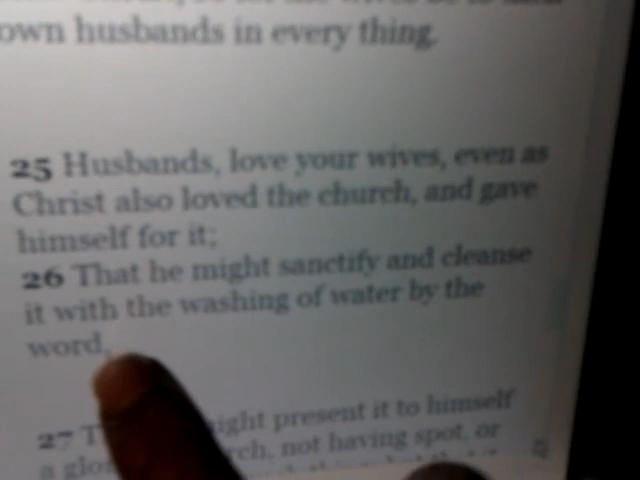 own husbands in every thing.
25 Husbands, love your wives, even as
Christ also loved the church, and gave
himself for it;
26 That he might sanctify and cleanse
it with the washing of water by the
word,
27 might present it to himself
not having spot, or